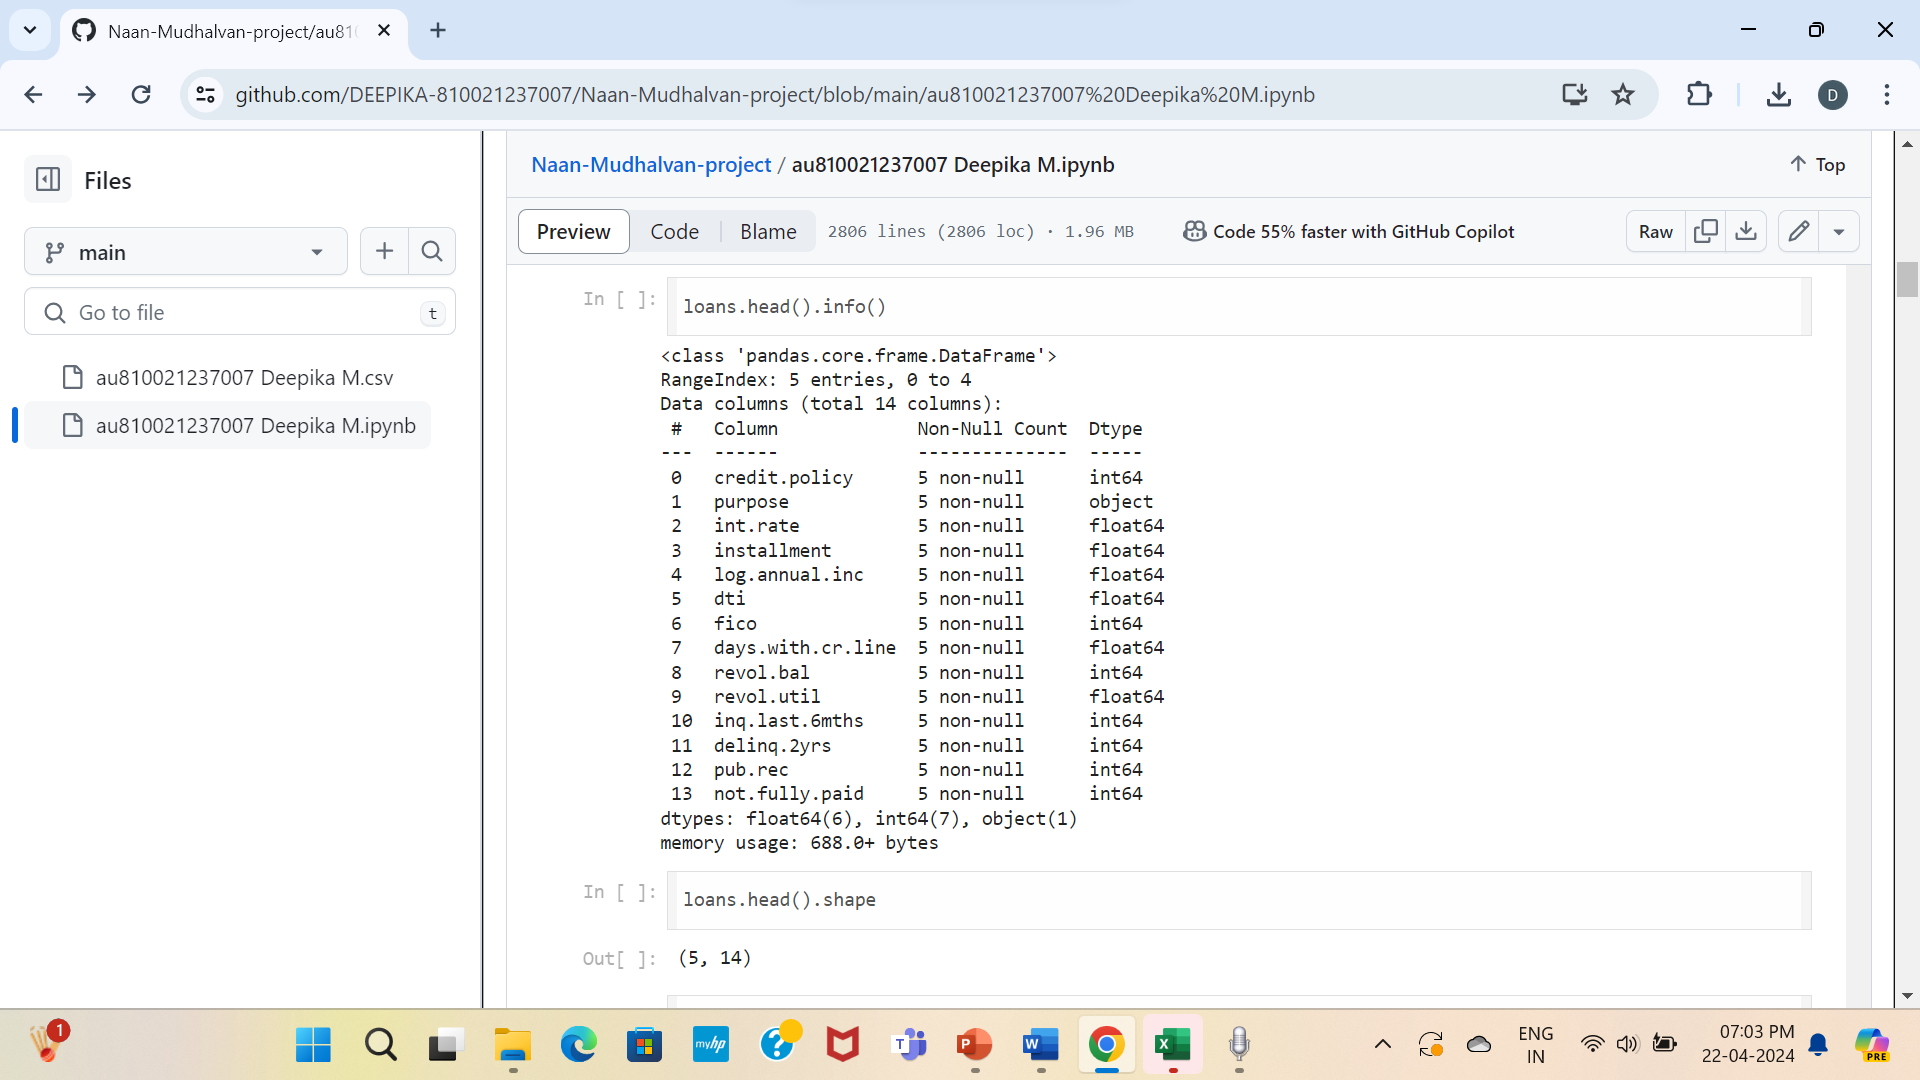 Naan-Mudhalvan-project/au810
github.com/DEEPIKA-810021237007/Naan-Mudhalvan-project/blob/main/au810021237007%20Deepika%20M.ipynb
D
Files
main
Go to file
t
au810021237007 Deepika M.csv
au810021237007 Deepika M.ipynb
Naan-Mudhalvan-project / au810021237007 Deepika M.ipynb
Top
Preview Code Blame 2806 lines (2806 loc) · 1.96 MB Code 55% faster with GitHub Copilot Raw
In [ ]: loans.head().info()
<class 'pandas.core.frame.DataFrame'>
RangeIndex: 5 entries, 0 to 4
Data columns (total 14 columns):
# Column Non-Null Count Dtype
--- ------ -------------- -----
0 credit.policy 5 non-null int64
1 purpose 5 non-null object
2 int.rate 5 non-null float64
3 installment 5 non-null float64
4 log.annual.inc 5 non-null float64
5 dti 5 non-null float64
6 fico 5 non-null int64
7 days.with.cr.line 5 non-null float64
8 revol.bal 5 non-null int64
9 revol.util 5 non-null float64
10 inq.last.6mths 5 non-null int64
11 delinq.2yrs 5 non-null int64
12 pub.rec 5 non-null int64
13 not.fully.paid 5 non-null int64
dtypes: float64(6), int64(7), object(1)
memory usage: 688.0+ bytes
In [ ]: loans.head().shape
Out[ ]: (5, 14)
1
myhp
?
T
P
W
X
ENG
IN
07:03 PM
22-04-2024
PRE